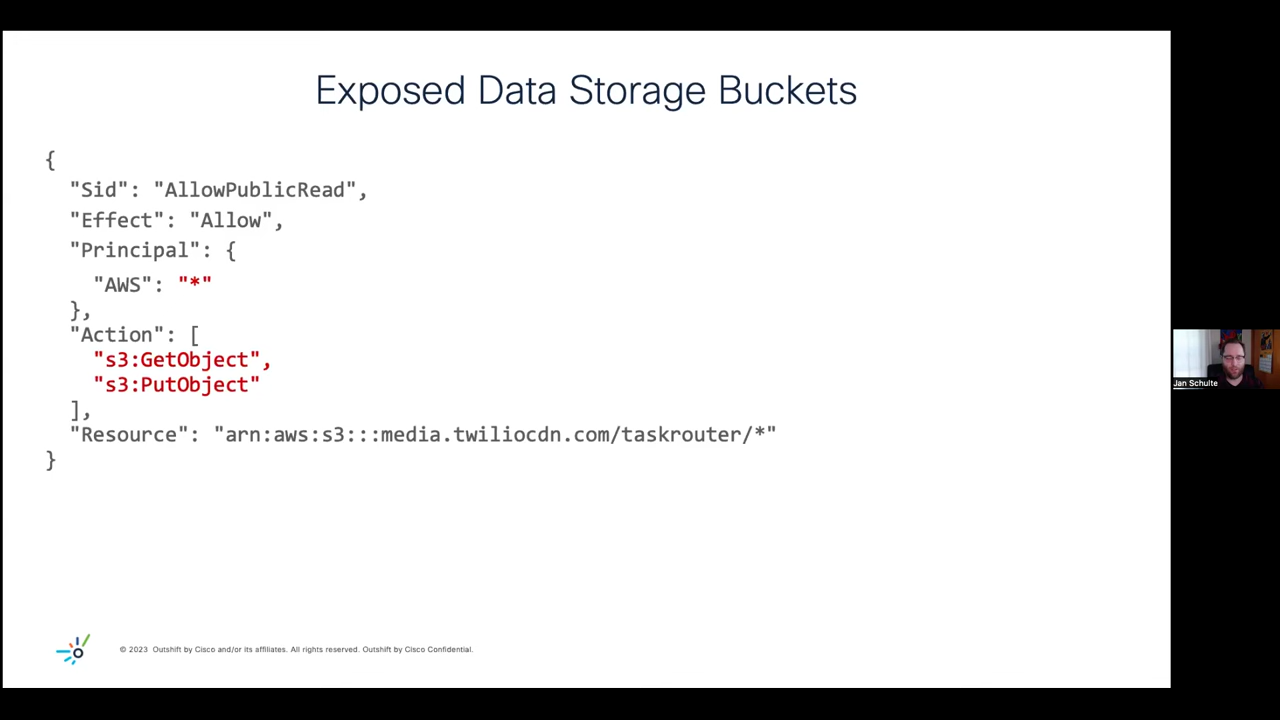 Exposed Data Storage Buckets
{
"Sid": "AllowPublicRead",
"Effect": "Allow",
"Principal": {
"AWS": "*"
},
"Action": [
"s3:GetObject",
"s3:PutObject"
],
"Resource": "arn:aws:s3:::media.twiliocdn.com/taskrouter/*"
}
Jan Schulte
© 2023 Outshift by Cisco and/or its affiliates. All rights reserved. Outshift by Cisco Confidential.